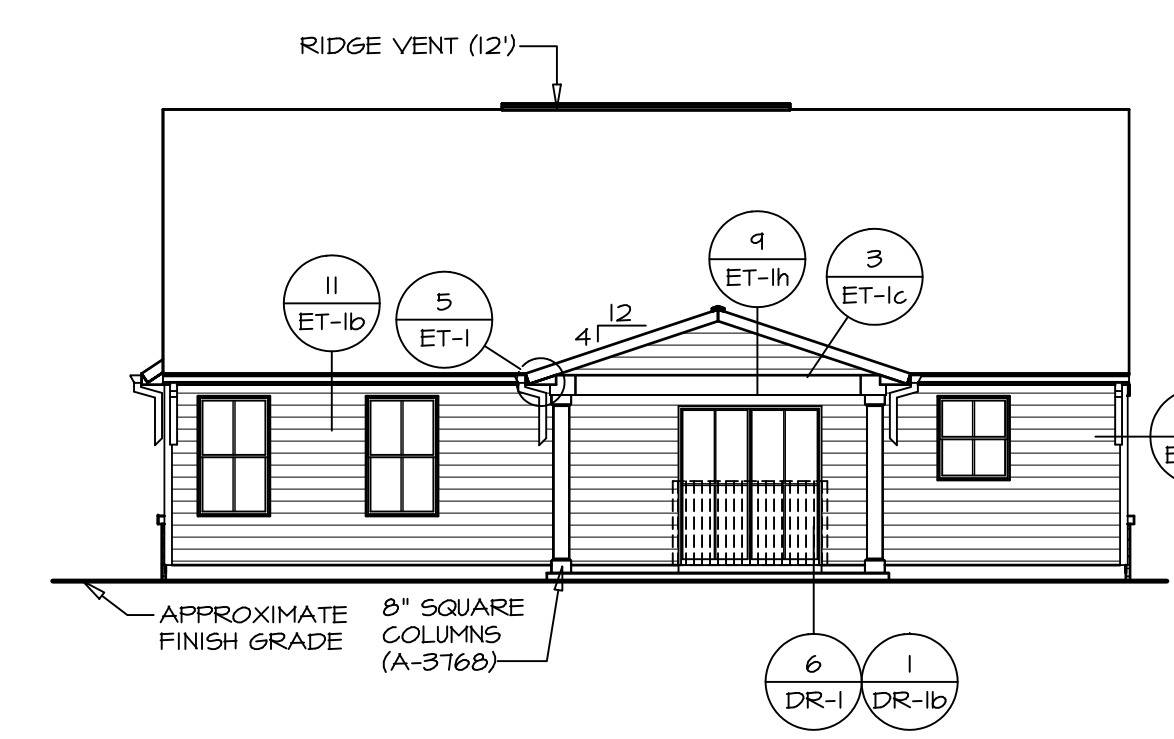 RIDGE VENT (12')
9
ET-1h
3
ET-1c
11
ET-1b
5
ET-1
12
4
E
APPROXIMATE
FINISH GRADE
8" SQUARE
COLUMNS
(A-3768)
6
DR-1
1
DR-1b